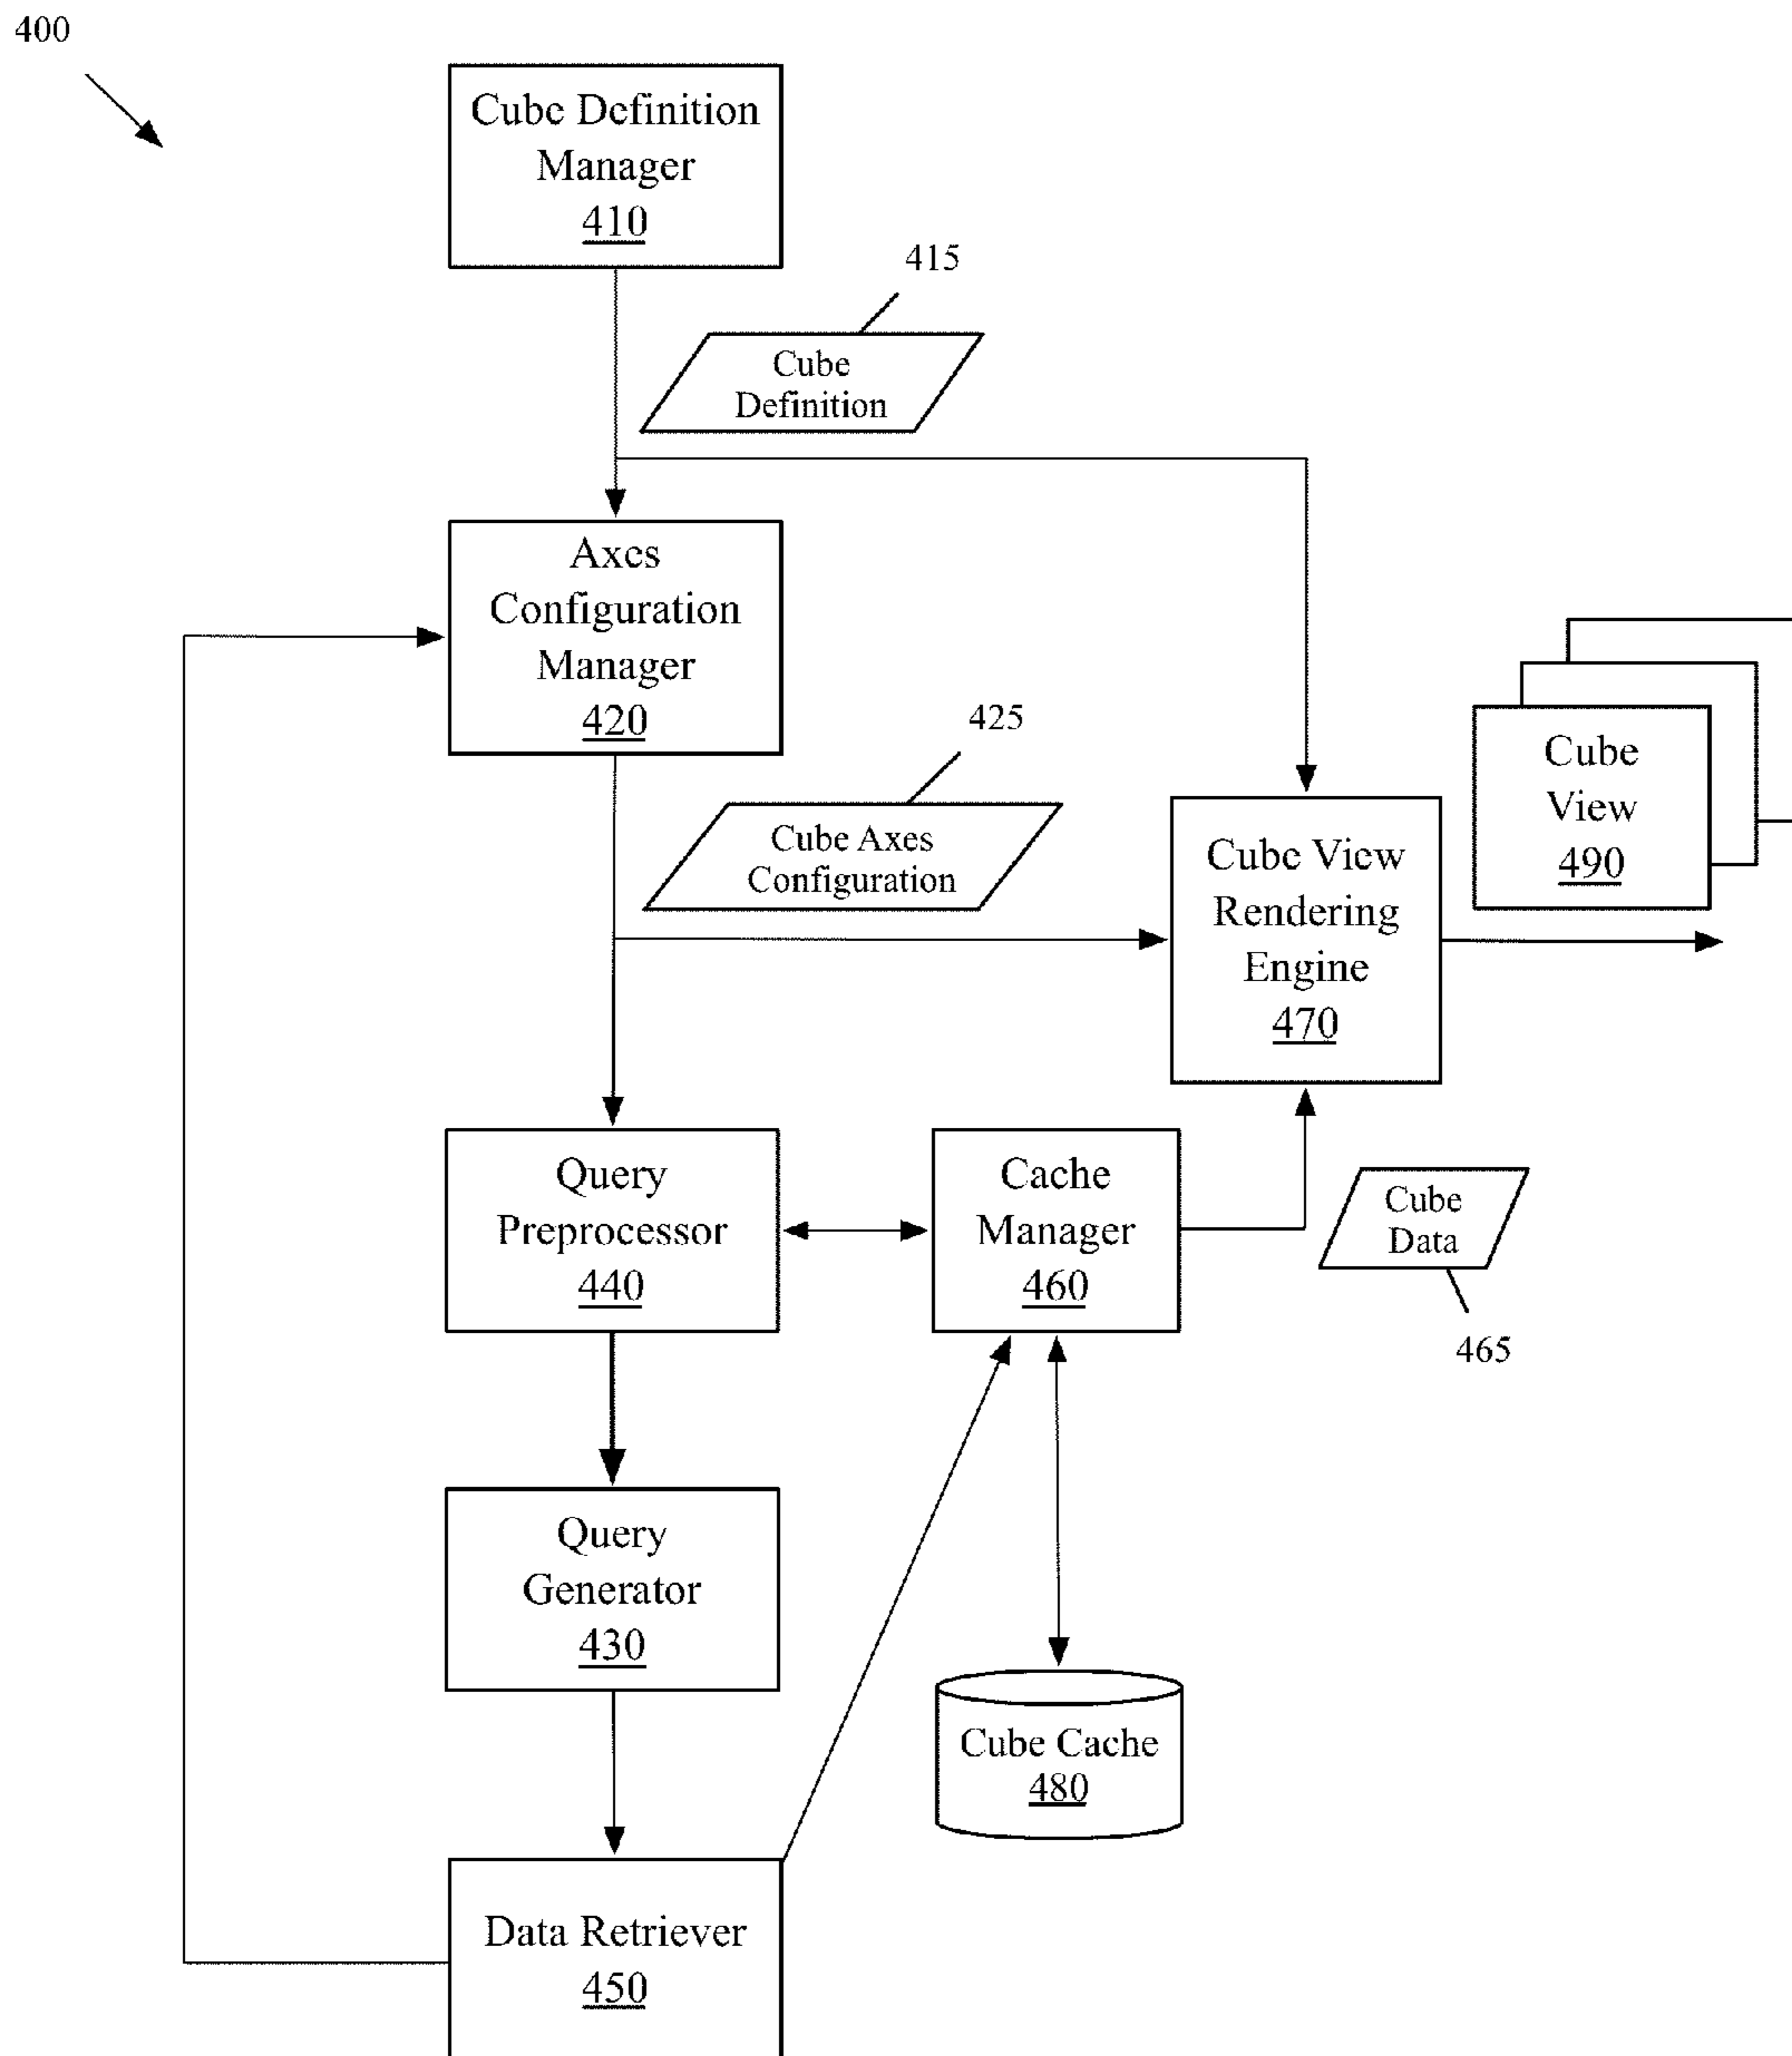 400
Cube Definition
Manager
410
415
Cube
Definition
Axes
Configuration
Manager
420
425
Cube Axes
Configuration
Cube
View
490
Cube View
Rendering
Engine
470
Query
Preprocessor
440
Cache
Manager
460
Cube
Data
465
Query
Generator
430
Cube Cache
480
Data Retriever
450